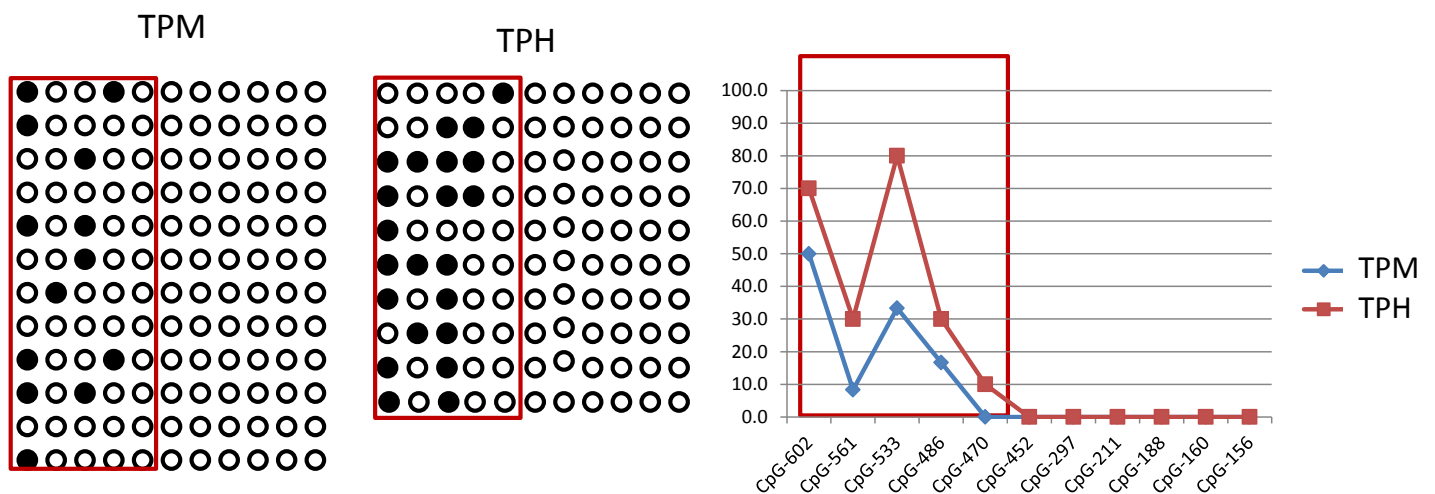 TPM
TPH
100.0
90.0
80.0
70.0
60.0
50.0
40.0
30.0
20.0
10.0
0.0
CpG-602
CpG-561
CpG-533
CpG-486
CpG-470
CpG-452
CpG-297
CpG-211
CpG-188
CpG-160
CpG-156
TPM
TPH